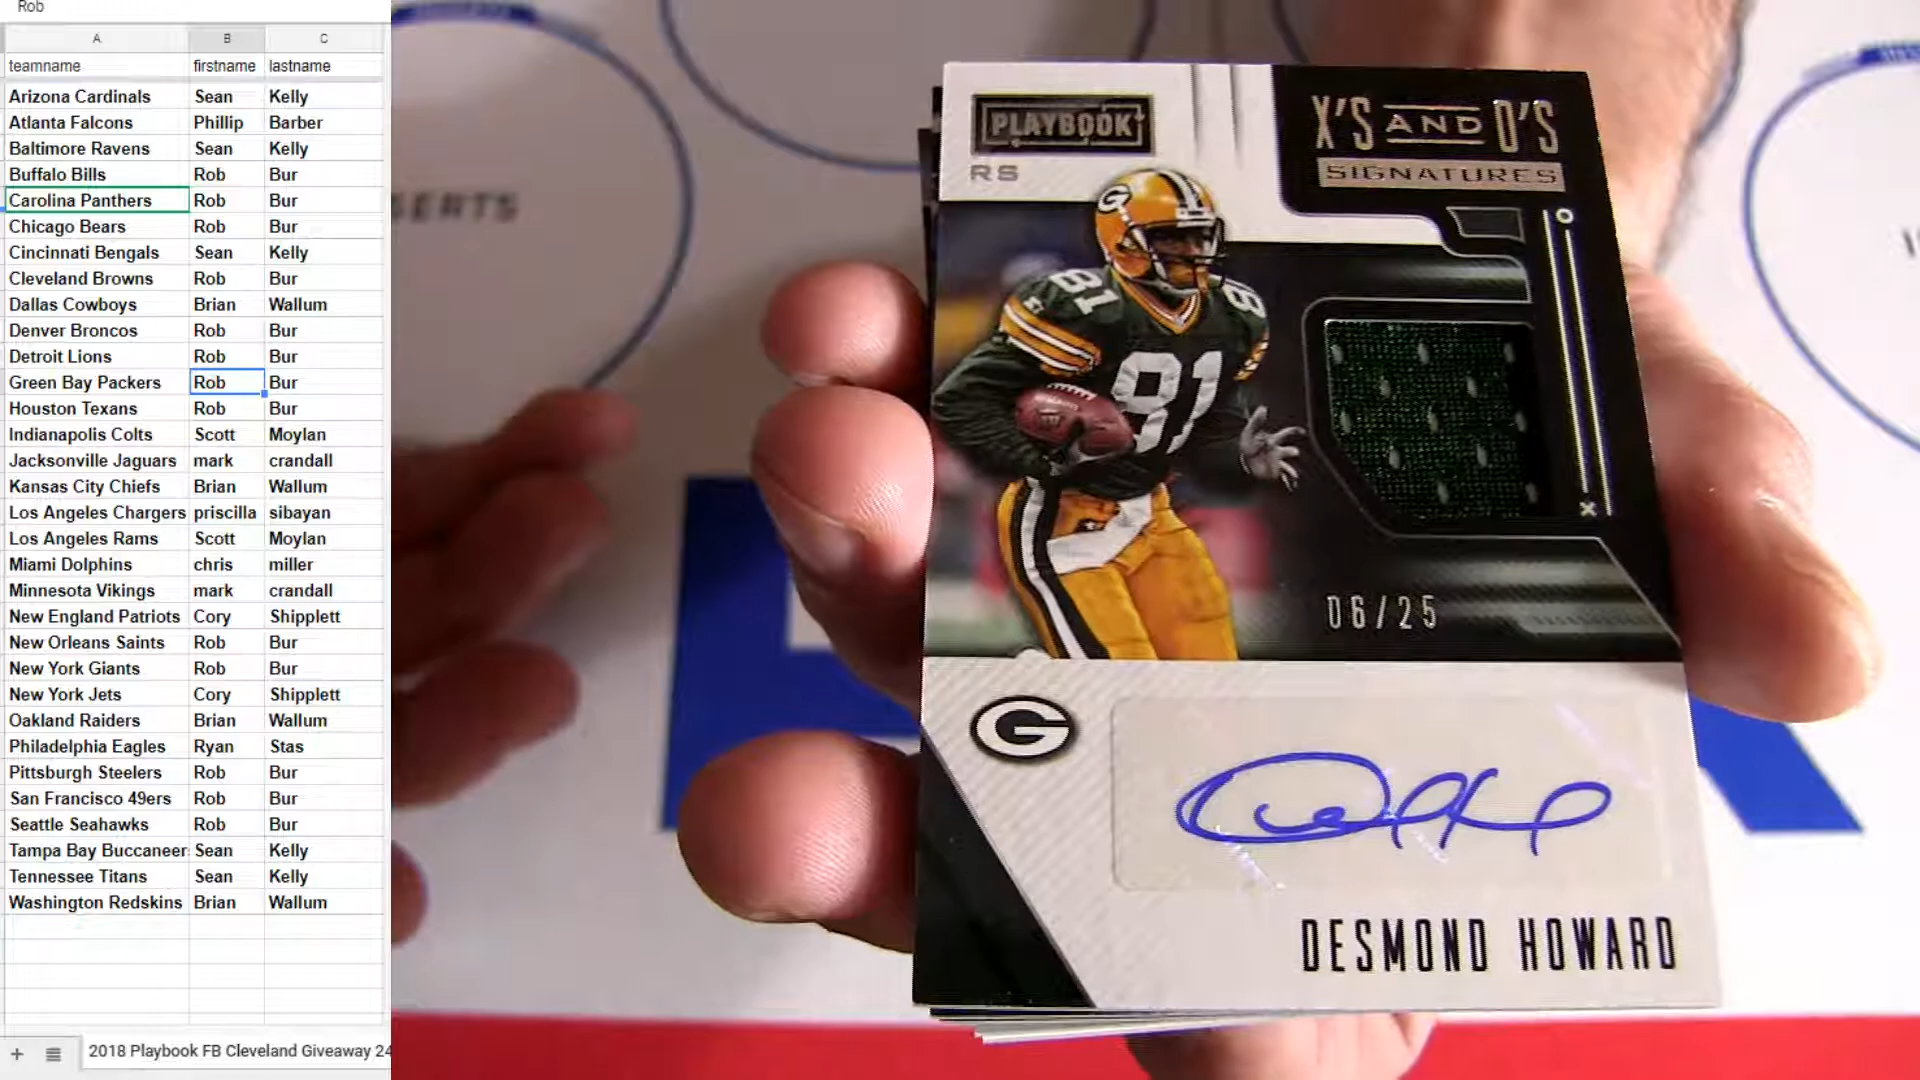 Rob
A B C
teamname firstname lastname
Arizona Cardinals Sean Kelly
Atlanta Falcons Phillip Barber
Baltimore Ravens Sean Kelly
Buffalo Bills Rob Bur
Carolina Panthers Rob Bur
Chicago Bears Rob Bur
Cincinnati Bengals Sean Kelly
Cleveland Browns Rob Bur
Dallas Cowboys Brian Wallum
Denver Broncos Rob Bur
Detroit Lions Rob Bur
Green Bay Packers Rob Bur
Houston Texans Rob Bur
Indianapolis Colts Scott Moylan
Jacksonville Jaguars mark crandall
Kansas City Chiefs Brian Wallum
Los Angeles Chargers priscilla sibayan
Los Angeles Rams Scott Moylan
Miami Dolphins chris miller
Minnesota Vikings mark crandall
New England Patriots Cory Shipplett
New Orleans Saints Rob Bur
New York Giants Rob Bur
New York Jets Cory Shipplett
Oakland Raiders Brian Wallum
Philadelphia Eagles Ryan Stas
Pittsburgh Steelers Rob Bur
San Francisco 49ers Rob Bur
Seattle Seahawks Rob Bur
Tampa Bay Buccaneer Sean Kelly
Tennessee Titans Sean Kelly
Washington Redskins Brian Wallum
2018 Playbook FB Cleveland Giveaway 24
PLAYBOOK
RS
X'S AND O'S
SIGNATURES
G
81
81
06/25
G
DESMOND HOWARD